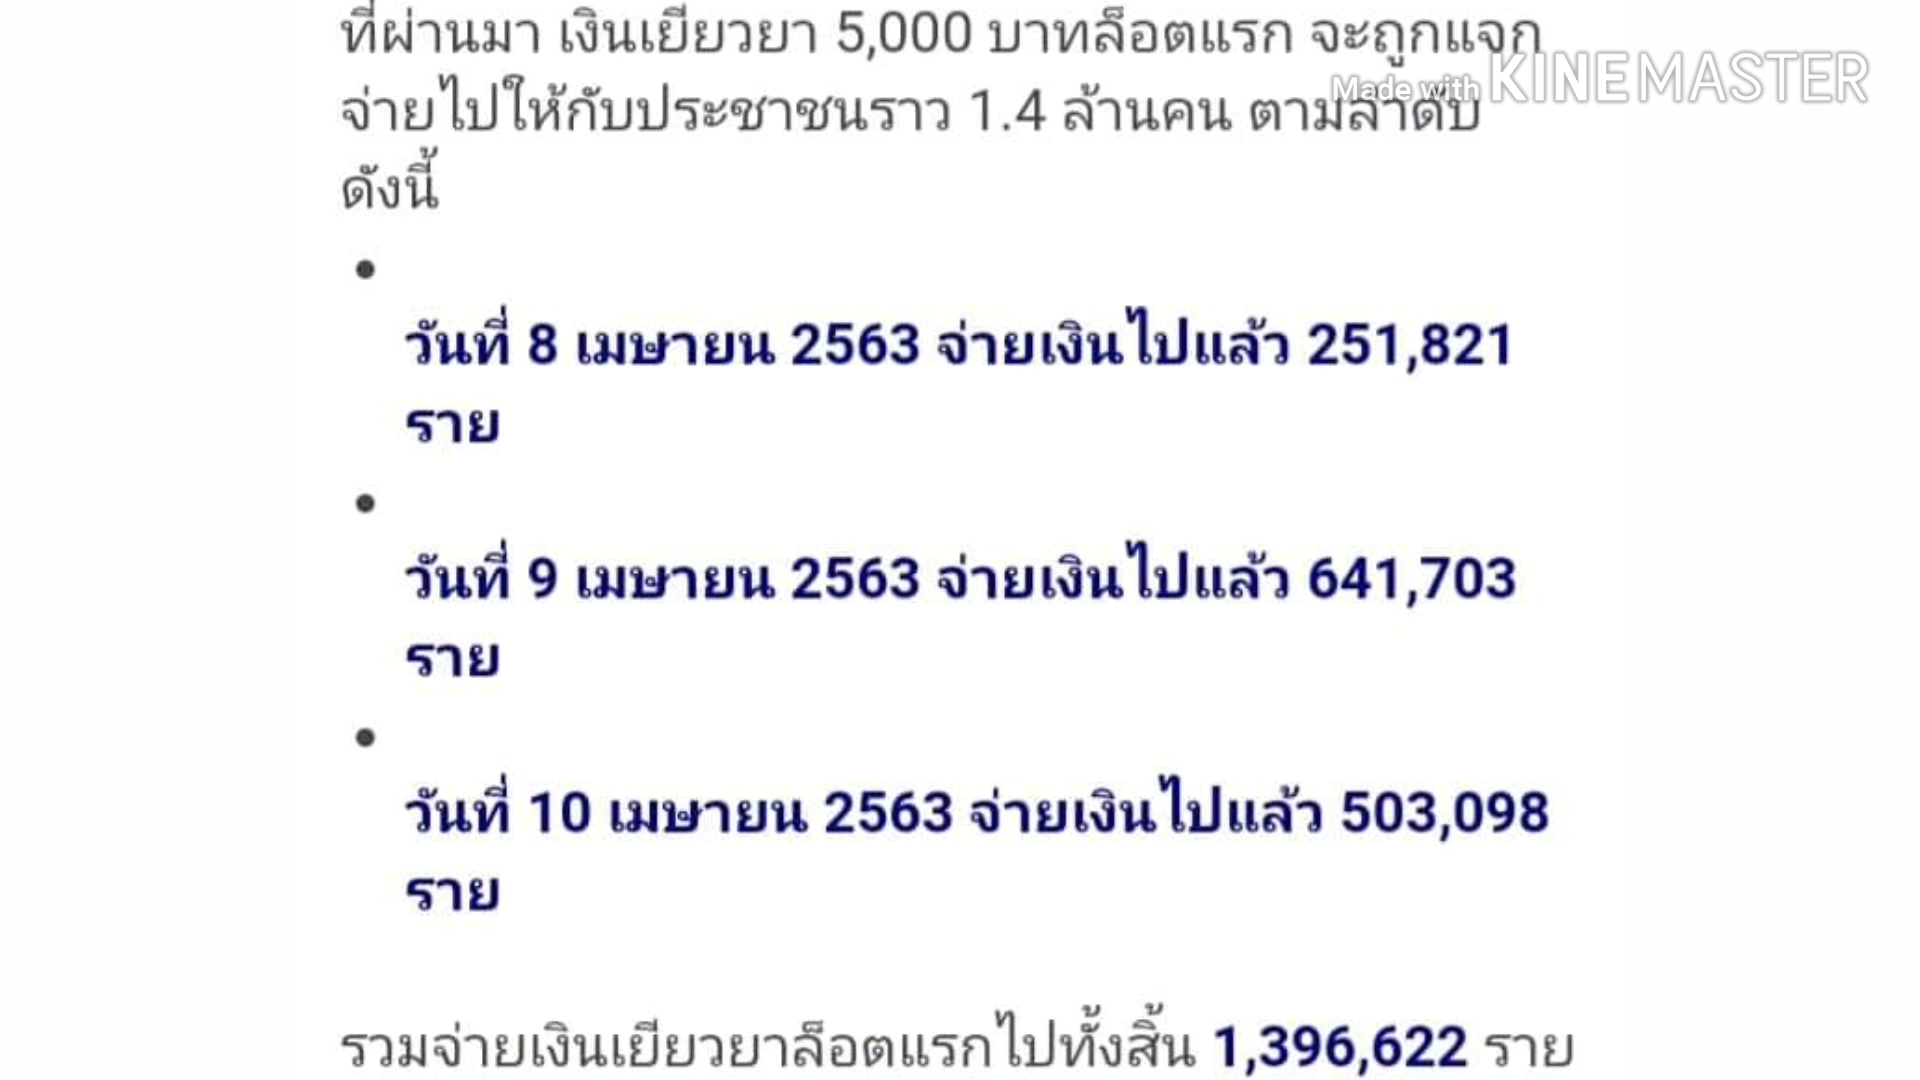 ที่ผ่านมา เงินเยียวยา 5,000 บาทล็อตแรก จะถูกแจก
Made with KINEMASTER
จ่ายไปให้กับประชาชนราว 1.4 ล้านคน ตามลำดับ
ดังนี้
•
วันที่ 8 เมษายน 2563 จ่ายเงินไปแล้ว 251,821
ราย
•
วันที่ 9 เมษายน 2563 จ่ายเงินไปแล้ว 641,703
ราย
•
วันที่ 10 เมษายน 2563 จ่ายเงินไปแล้ว 503,098
ราย
รวมจ่ายเงินเยียวยาล็อตแรกไปทั้งสิ้น 1,396,622 ราย